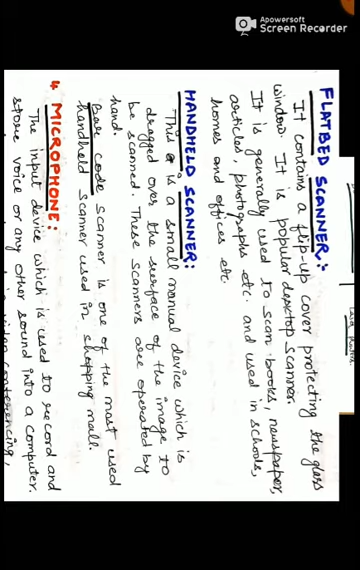 Apowersoft
Screen Recorder
FLATBED SCANNER:
It contains a flip-up cover protecting the glass
window. It is popular desktop scanner.
It is generally used to scan books, newspaper,
articles, photographs etc. and used in schools,
homes and offices etc
HANDHELD SCANNER:
This is a small manual device which is
dragged over the surface of the image to
be scanned. These scanners are operated by
hand.
Bar code scanner is one of the most used
handheld scanner used in shopping mall.
4. MICROPHONE:
The input device which is used to record and
store voice or any other sound into a computer.
video conferencing,